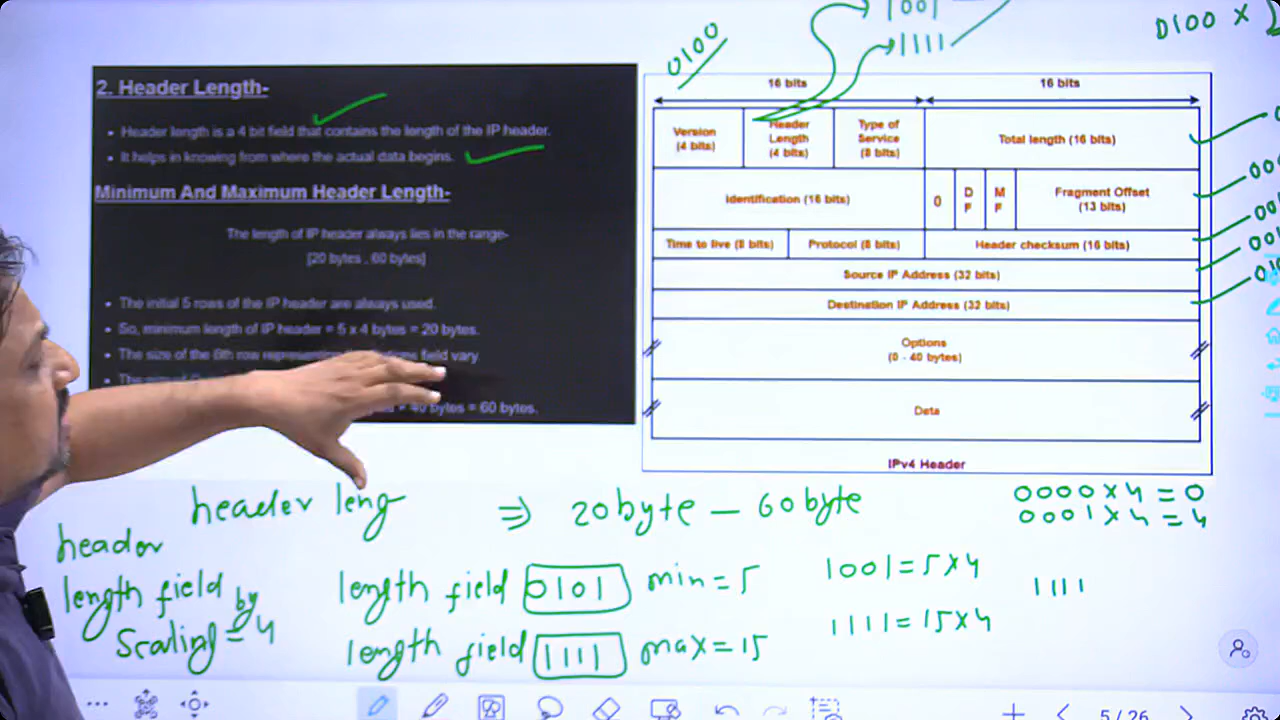 1001
0100 x
0100
1111
2. Header Length-
• Header length is a 4 bit field that contains the length of the IP header.
• It helps in knowing from where the actual data begins.
Minimum And Maximum Header Length-
The length of IP header always lies in the range-
[20 bytes , 60 bytes]
• The initial 5 rows of the IP header are always used.
• So, minimum length of IP header = 5 x 4 bytes = 20 bytes.
• The size of the 6th row representing field vary.
40 bytes = 60 bytes.
16 bits
16 bits
Version
(4 bits)
Header
Length
(4 bits)
Type of
Service
(8 bits)
Total length (16 bits)
Identification (16 bits)
0
D
F
M
F
Fragment Offset
(13 bits)
Time to live (8 bits)
Protocol (8 bits)
Header checksum (16 bits)
Source IP Address (32 bits)
Destination IP Address (32 bits)
Options
(0 - 40 bytes)
Data
IPv4 Header
header leng ⇒ 20byte – 60byte
0000 x 4 = 0
0001 x 4 = 4
header
length field
by
Scaling = 4
length field 0101 min = 5
1001 = 5 x 4
1111
length field 1111 max = 15
1111 = 15 x 4
5 / 26